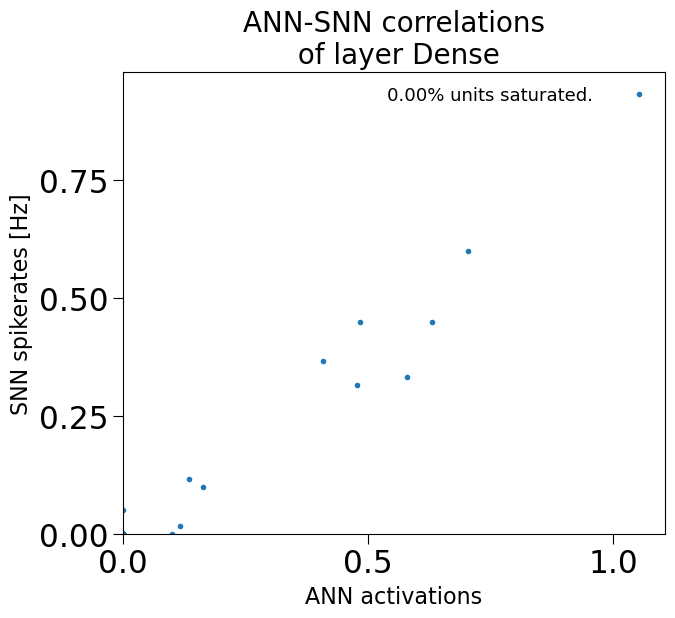 ANN-SNN correlations
of layer Dense
0.00% units saturated.
SNN spikerates [Hz]
0.75
0.50
0.25
0.00
0.0 0.5 1.0
ANN activations